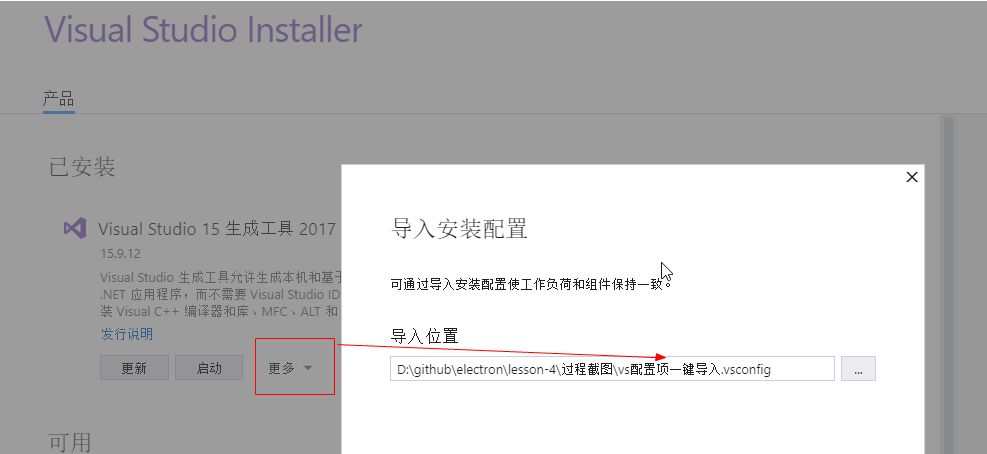 Visual Studio Installer
产品
已安装
Visual Studio 15 生成工具 2017
15.9.12
Visual Studio 生成工具允许生成本机和基于
.NET 应用程序，而不需要 Visual Studio ID
装 Visual C++ 编译器和库、MFC、ALT 和
发行说明
更新
启动
更多
可用
导入安装配置
可通过导入安装配置使工作负荷和组件保持一致。
导入位置
D:\github\electron\lesson-4\过程截图\vs配置项一键导入.vsconfig
...